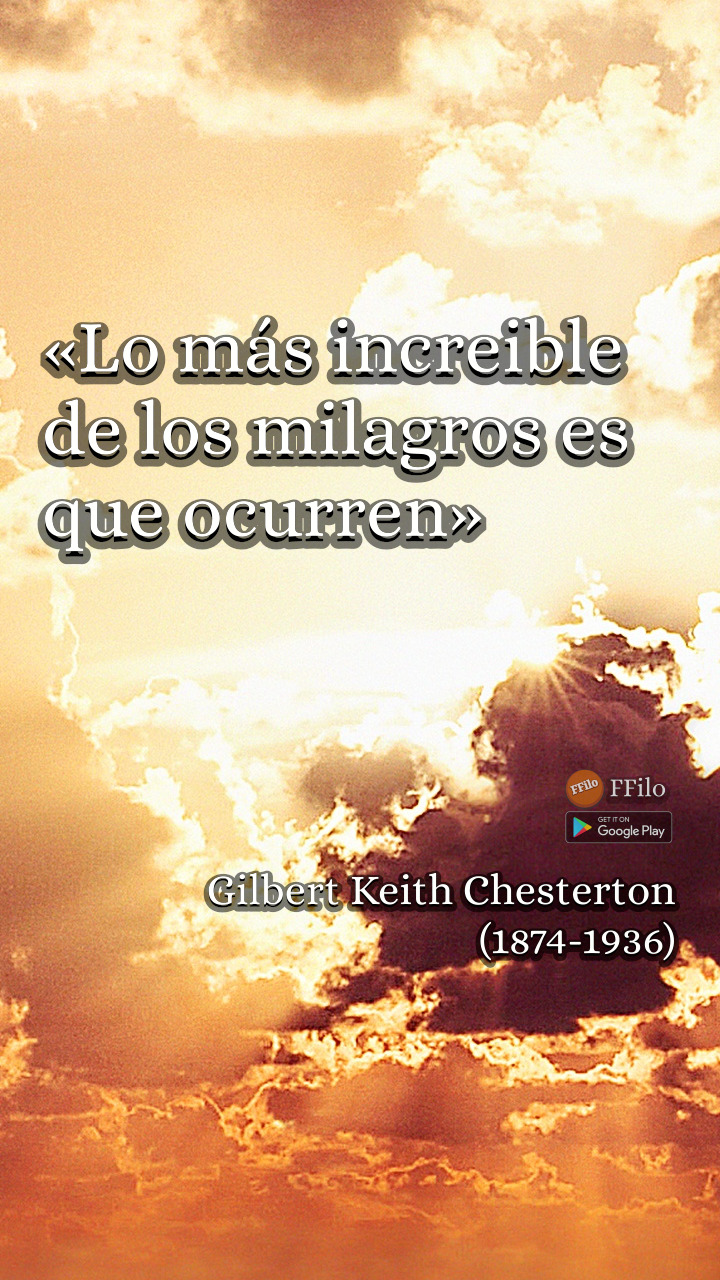 «Lo más increible
de los milagros es
que ocurren»
FFilo FFilo
GET IT ON
Google Play
Gilbert Keith Chesterton
(1874-1936)